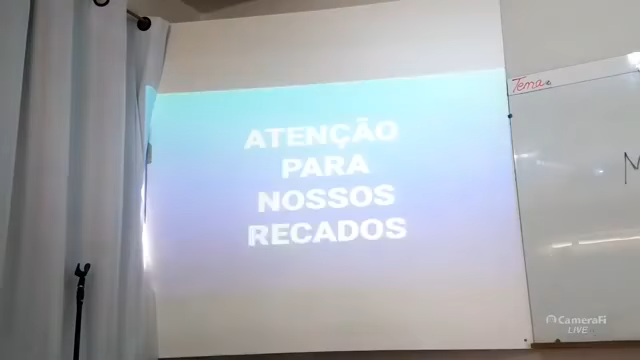 ATENÇÃO
PARA
NOSSOS
RECADOS
Tema:
M
CameraFi
LIVE